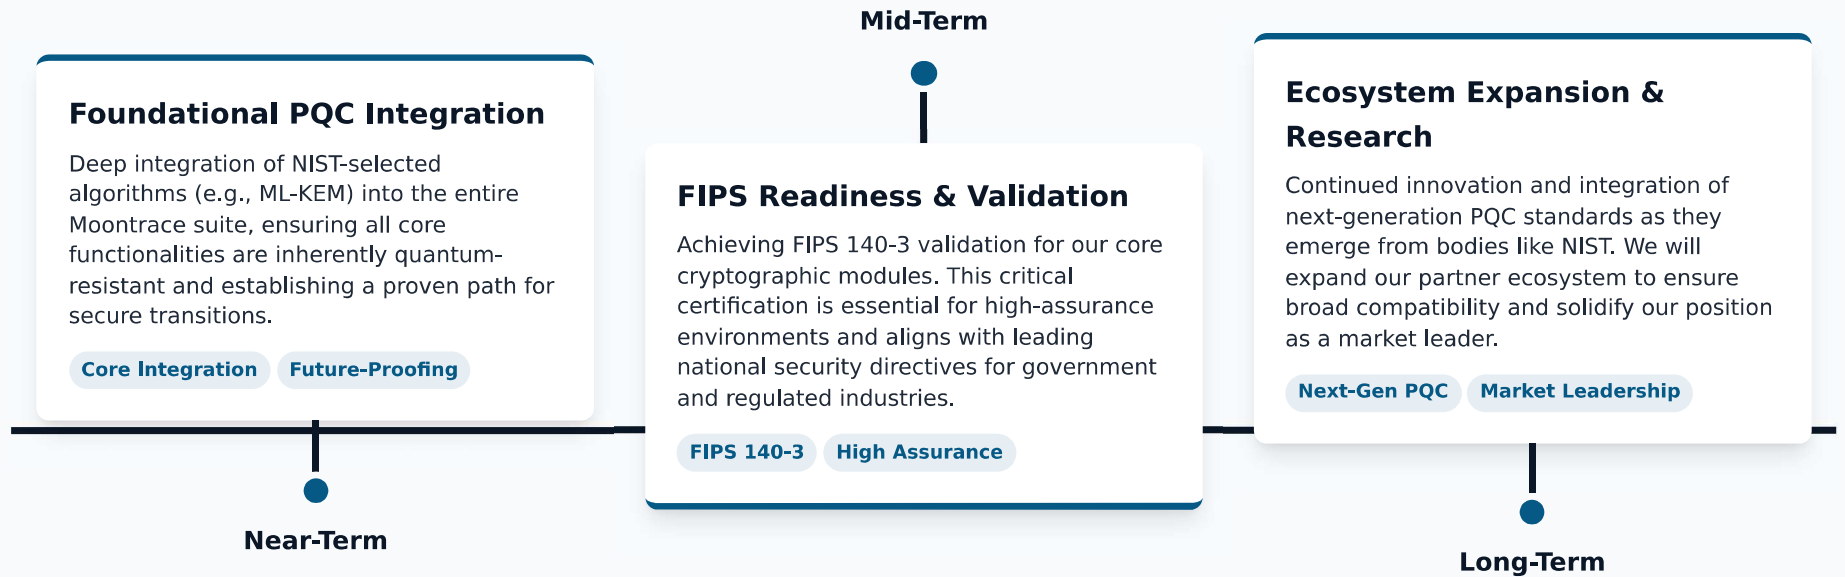 Foundational PQC Integration
Deep integration of NIST-selected
algorithms (e.g., ML-KEM) into the entire
Moontrace suite, ensuring all core
functionalities are inherently quantum-
resistant and establishing a proven path for
secure transitions.
Core Integration
Future-Proofing
Near-Term
Mid-Term
FIPS Readiness & Validation
Achieving FIPS 140-3 validation for our core
cryptographic modules. This critical
certification is essential for high-assurance
environments and aligns with leading
national security directives for government
and regulated industries.
FIPS 140-3
High Assurance
Ecosystem Expansion &
Research
Continued innovation and integration of
next-generation PQC standards as they
emerge from bodies like NIST. We will
expand our partner ecosystem to ensure
broad compatibility and solidify our position
as a market leader.
Next-Gen PQC
Market Leadership
Long-Term